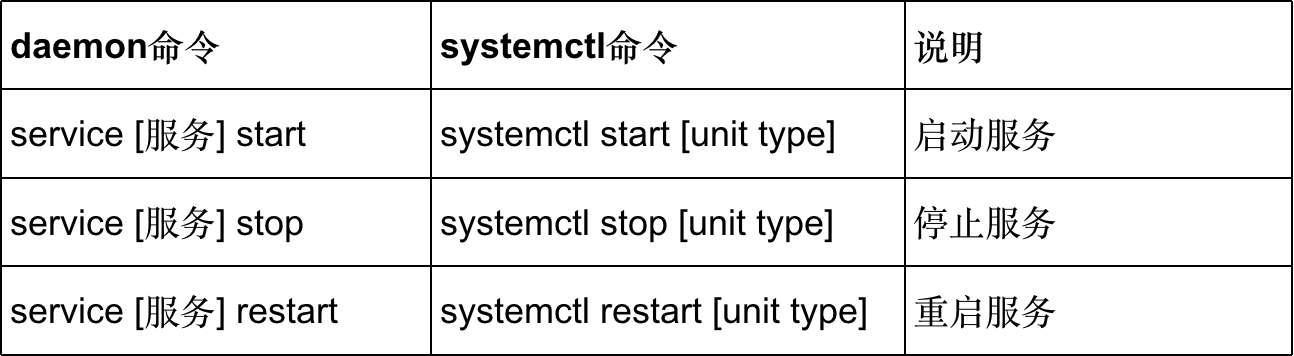 daemon命令 systemctl命令 说明
service [服务] start systemctl start [unit type] 启动服务
service [服务] stop systemctl stop [unit type] 停止服务
service [服务] restart systemctl restart [unit type] 重启服务